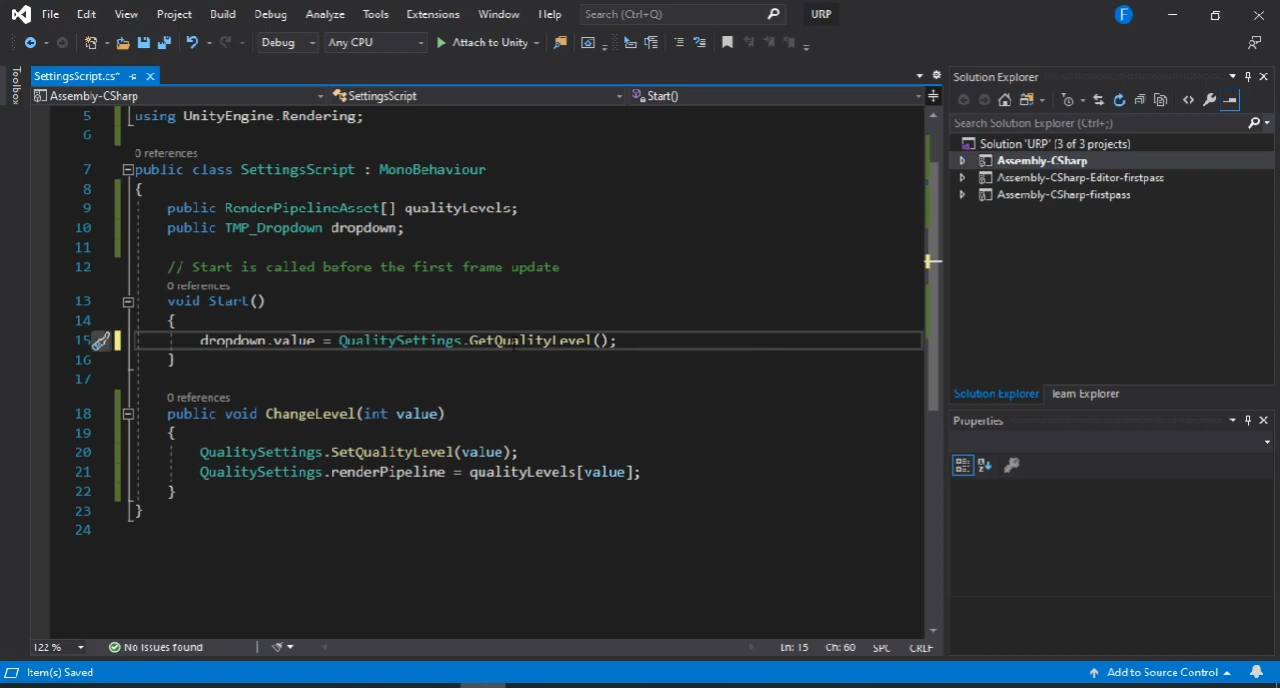 File Edit View Project Build Debug Analyze Tools Extensions Window Help Search (Ctrl+Q) URP F
Debug Any CPU Attach to Unity
SettingsScript.cs*
Solution Explorer
Toolbox
Assembly-CSharp SettingsScript Start()
Search Solution Explorer (Ctrl+;)
Solution 'URP' (3 of 3 projects)
Assembly-CSharp
Assembly-CSharp-Editor-firstpass
Assembly-CSharp-firstpass
5 using UnityEngine.Rendering;
6
0 references
7 public class SettingsScript : MonoBehaviour
8 {
9 public RenderPipelineAsset[] qualityLevels;
10 public TMP_Dropdown dropdown;
11
12 // Start is called before the first frame update
0 references
13 void Start()
14 {
15 dropdown.value = QualitySettings.GetQualityLevel();
16 }
17
0 references
18 public void ChangeLevel(int value)
19 {
20 QualitySettings.SetQualityLevel(value);
21 QualitySettings.renderPipeline = qualityLevels[value];
22 }
23 }
24
Solution Explorer Team Explorer
Properties
122 % No issues found Ln: 15 Ch: 60 SPC CRLF
Item(s) Saved Add to Source Control